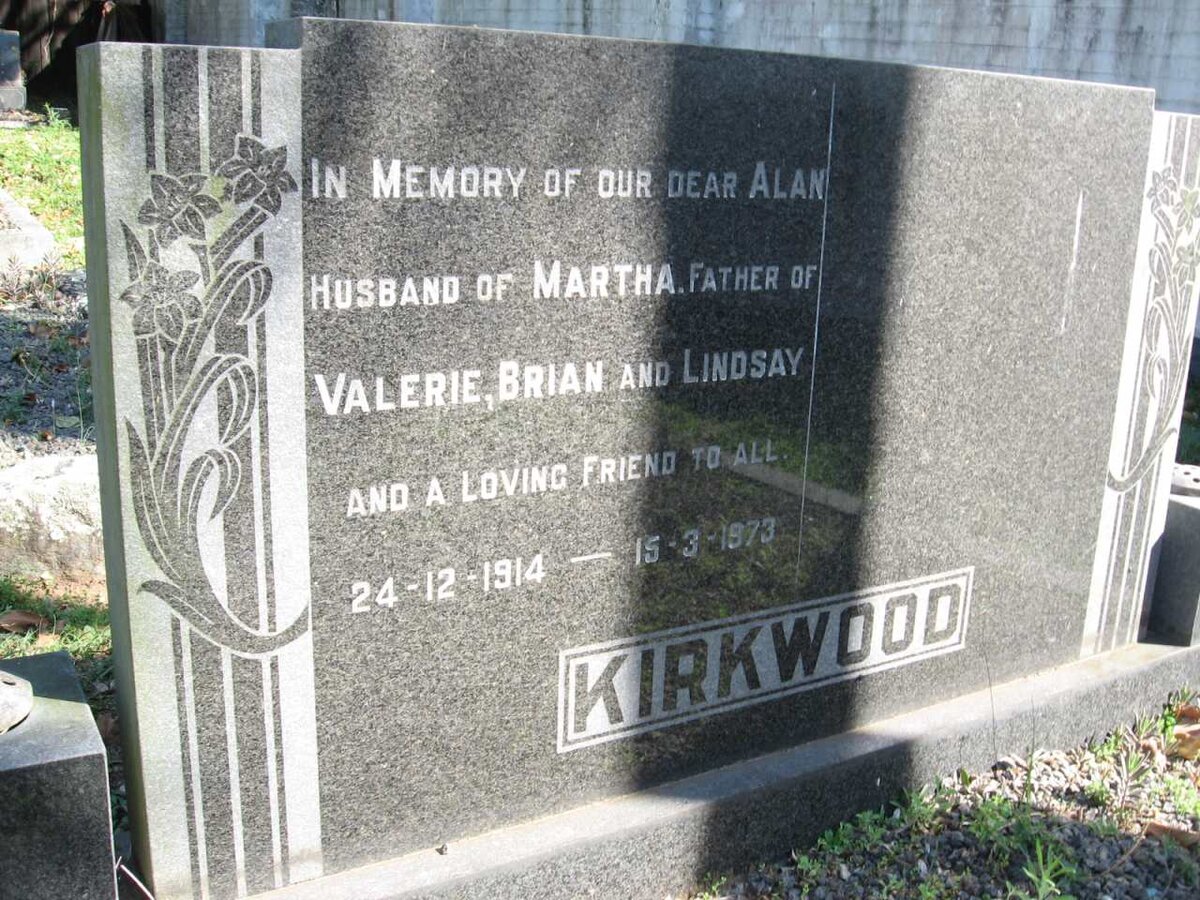 In Memory of our dear Alan
Husband of Martha. Father of
Valerie, Brian and Lindsay
and a Loving Friend to all.
24-12-1914 — 15-3-1973
KIRKWOOD